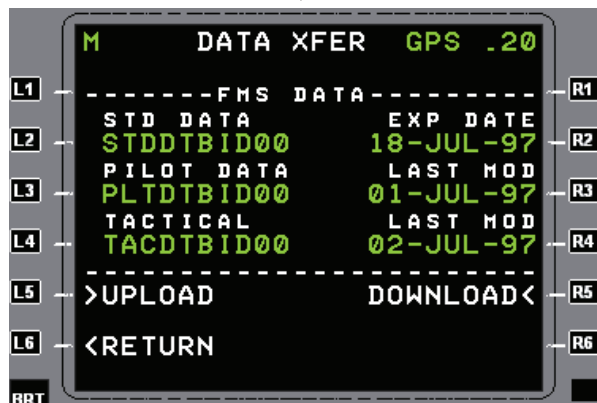 M DATA XFER GPS .20
L1 -------FMS DATA--------- R1
STD DATA EXP DATE
L2 STDDTBID00 18-JUL-97 R2
PILOT DATA LAST MOD
L3 PLTDTBID00 01-JUL-97 R3
TACTICAL LAST MOD
L4 TACDTBID00 02-JUL-97 R4
------------------------
L5 >UPLOAD DOWNLOAD< R5
L6 <RETURN R6
BRT